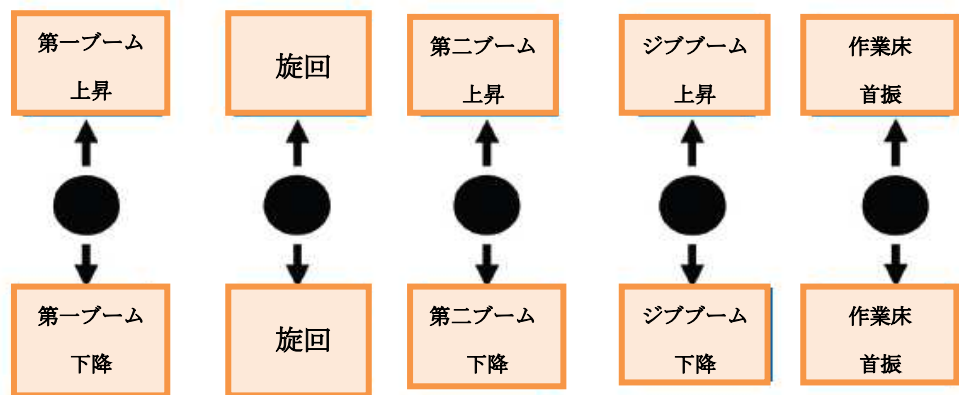 第一ブーム
上昇
旋回
第二ブーム
上昇
ジブブーム
上昇
作業床
首振
第一ブーム
下降
旋回
第二ブーム
下降
ジブブーム
下降
作業床
首振